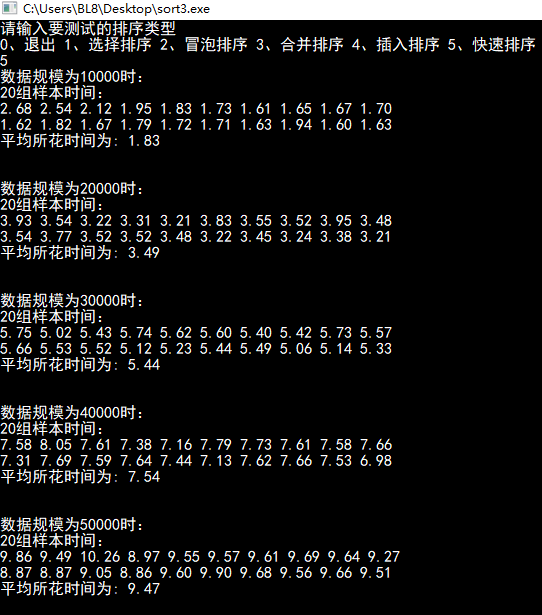 C:\Users\BL8\Desktop\sort3.exe
请输入要测试的排序类型
0、退出 1、选择排序 2、冒泡排序 3、合并排序 4、插入排序 5、快速排序
5
数据规模为10000时:
20组样本时间:
2.68 2.54 2.12 1.95 1.83 1.73 1.61 1.65 1.67 1.70
1.62 1.82 1.67 1.79 1.72 1.71 1.63 1.94 1.60 1.63
平均所花时间为: 1.83
数据规模为20000时:
20组样本时间:
3.93 3.54 3.22 3.31 3.21 3.83 3.55 3.52 3.95 3.48
3.54 3.77 3.52 3.52 3.48 3.22 3.45 3.24 3.38 3.21
平均所花时间为: 3.49
数据规模为30000时:
20组样本时间:
5.75 5.02 5.43 5.74 5.62 5.60 5.40 5.42 5.73 5.57
5.66 5.53 5.52 5.12 5.23 5.44 5.49 5.06 5.14 5.33
平均所花时间为: 5.44
数据规模为40000时:
20组样本时间:
7.58 8.05 7.61 7.38 7.16 7.79 7.73 7.61 7.58 7.66
7.31 7.69 7.59 7.64 7.44 7.13 7.62 7.66 7.53 6.98
平均所花时间为: 7.54
数据规模为50000时:
20组样本时间:
9.86 9.49 10.26 8.97 9.55 9.57 9.61 9.69 9.64 9.27
8.87 8.87 9.05 8.86 9.60 9.90 9.68 9.56 9.66 9.51
平均所花时间为: 9.47